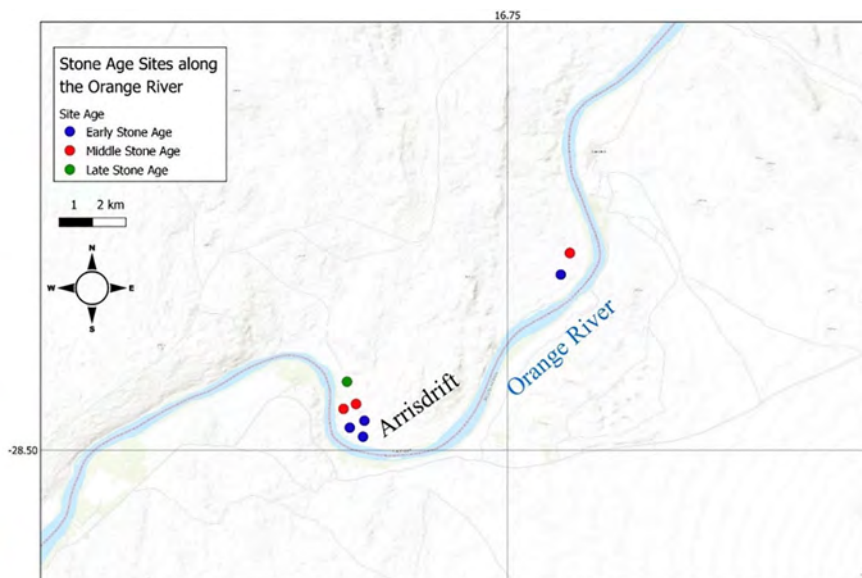 16.75
Stone Age Sites along
the Orange River
Site Age
Early Stone Age
Middle Stone Age
Late Stone Age
1 2 km
N
W E
S
Orange River
Arrisdrift
-28.50